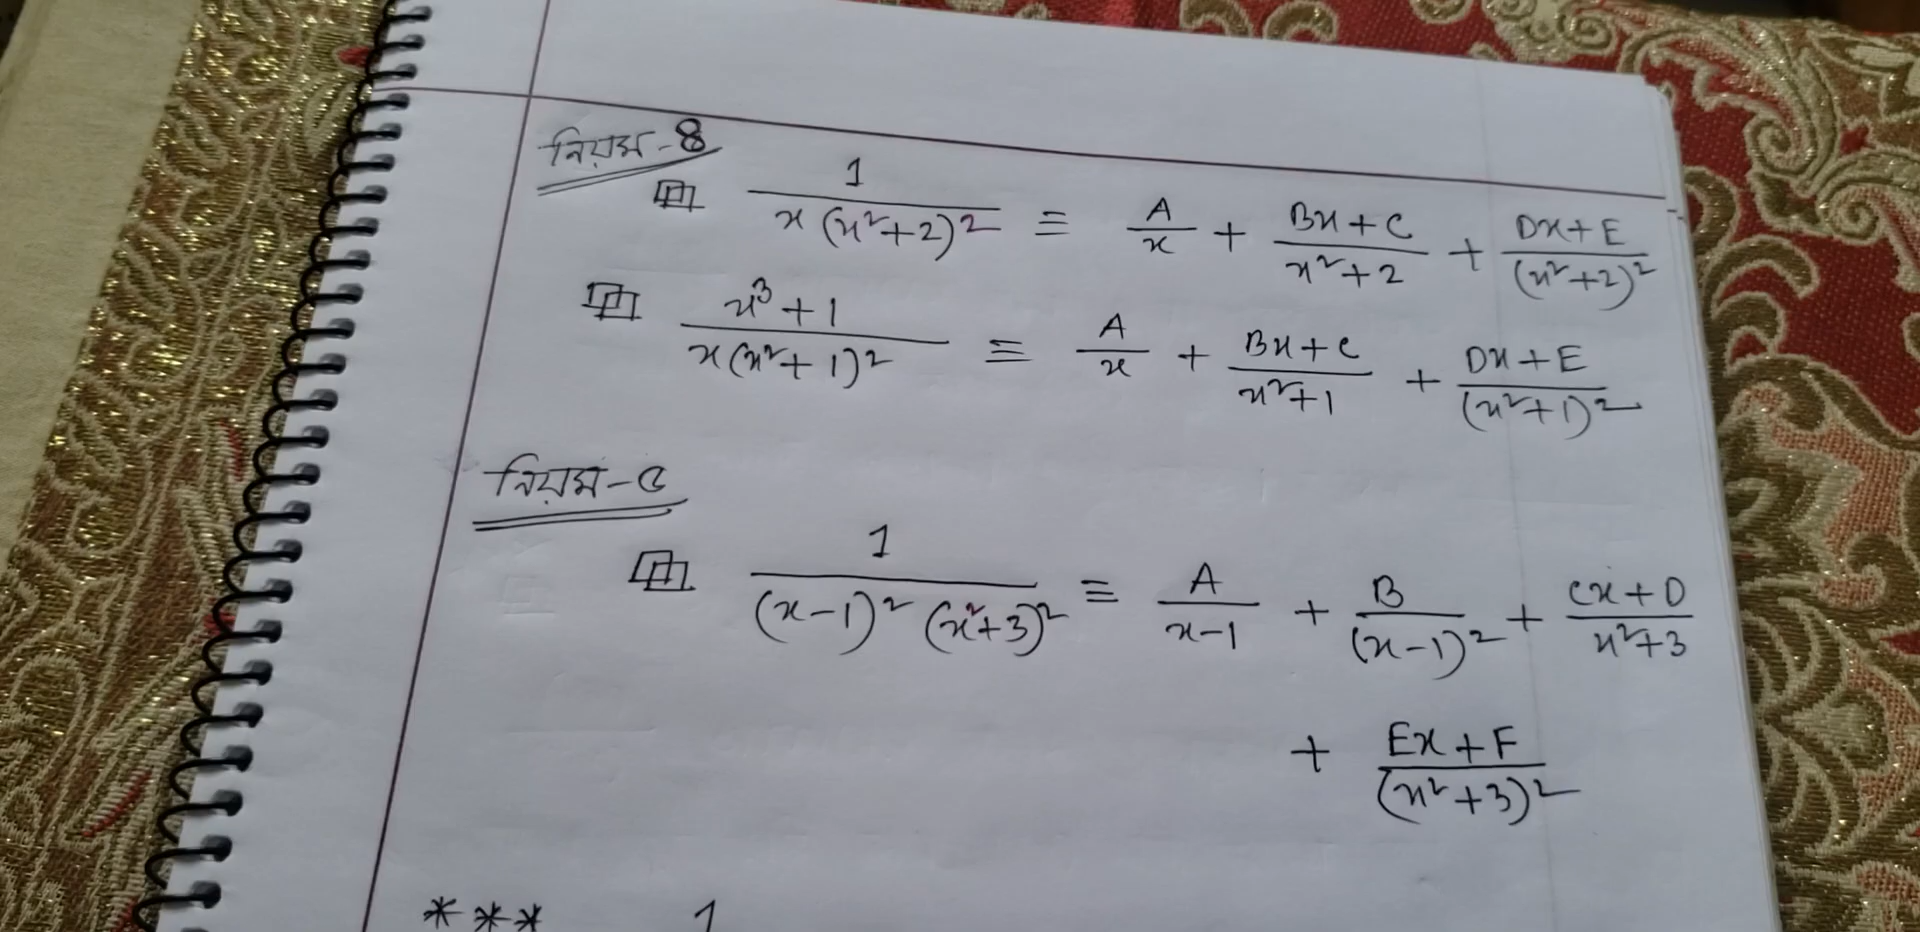 নিয়ম-৪
1/(x(x²+2)²) ≡ A/x + (Bx+C)/(x²+2) + (Dx+E)/(x²+2)²
(x³+1)/(x(x²+1)²) ≡ A/x + (Bx+C)/(x²+1) + (Dx+E)/(x²+1)²
নিয়ম-৫
1/((x-1)²(x²+3)²) ≡ A/(x-1) + B/(x-1)² + (Cx+D)/(x²+3)
+ (Ex+F)/(x²+3)²
*** 1